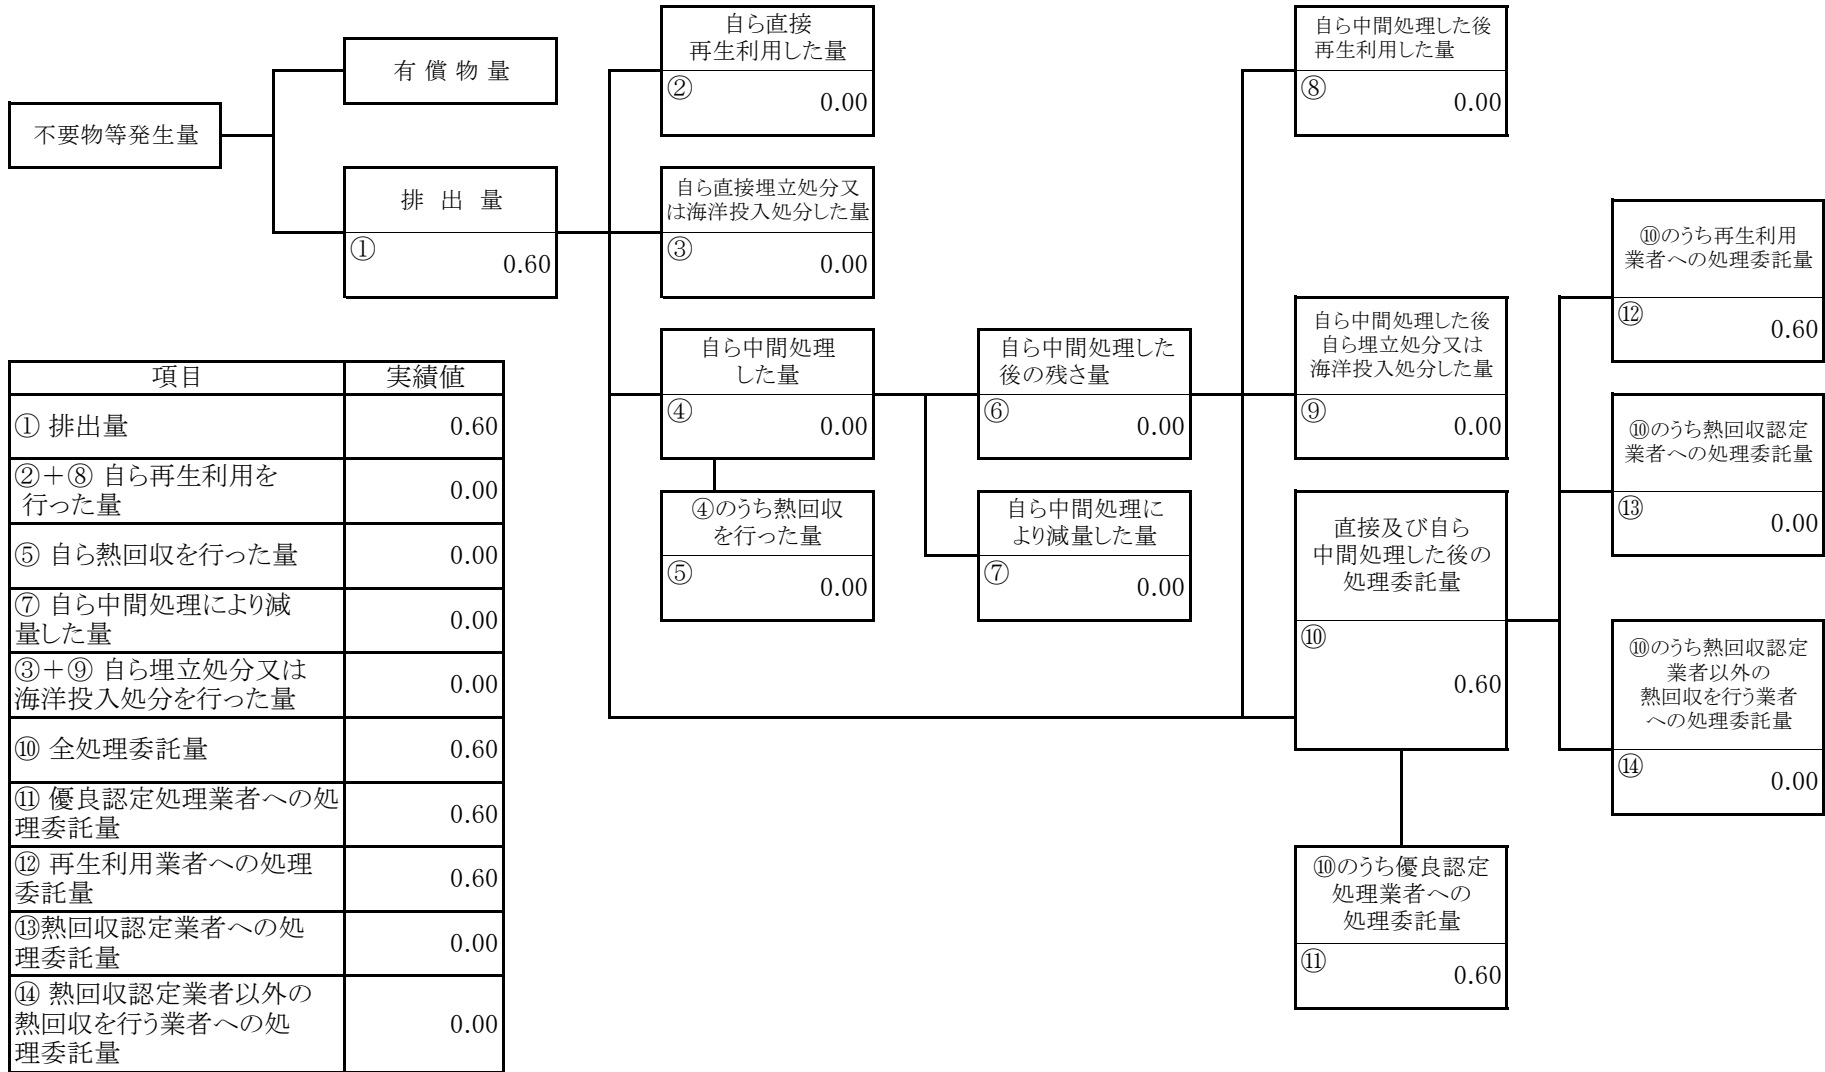 自ら直接
再生利用した量
②
0.00
自ら中間処理した後
再生利用した量
⑧
0.00
有 償 物 量
不要物等発生量
排 出 量
①
0.60
自ら直接埋立処分又
は海洋投入処分した量
③
0.00
⑩のうち再生利用
業者への処理委託量
⑫
0.60
自ら中間処理
した量
④
0.00
自ら中間処理した
後の残さ量
⑥
0.00
自ら中間処理した後
自ら埋立処分又は
海洋投入処分した量
⑨
0.00
⑩のうち熱回収認定
業者への処理委託量
⑬
0.00
④のうち熱回収
を行った量
⑤
0.00
自ら中間処理に
より減量した量
⑦
0.00
直接及び自ら
中間処理した後の
処理委託量
⑩
0.60
⑩のうち熱回収認定
業者以外の
熱回収を行う業者
への処理委託量
⑭
0.00
⑩のうち優良認定
処理業者への
処理委託量
⑪
0.60
項目 実績値
① 排出量 0.60
②＋⑧ 自ら再生利用を
行った量
0.00
⑤ 自ら熱回収を行った量 0.00
⑦ 自ら中間処理により減
量した量
0.00
③＋⑨ 自ら埋立処分又は
海洋投入処分を行った量
0.00
⑩ 全処理委託量 0.60
⑪ 優良認定処理業者への処
理委託量
0.60
⑫ 再生利用業者への処理
委託量
0.60
⑬熱回収認定業者への処
理委託量
0.00
⑭ 熱回収認定業者以外の
熱回収を行う業者への処
理委託量
0.00